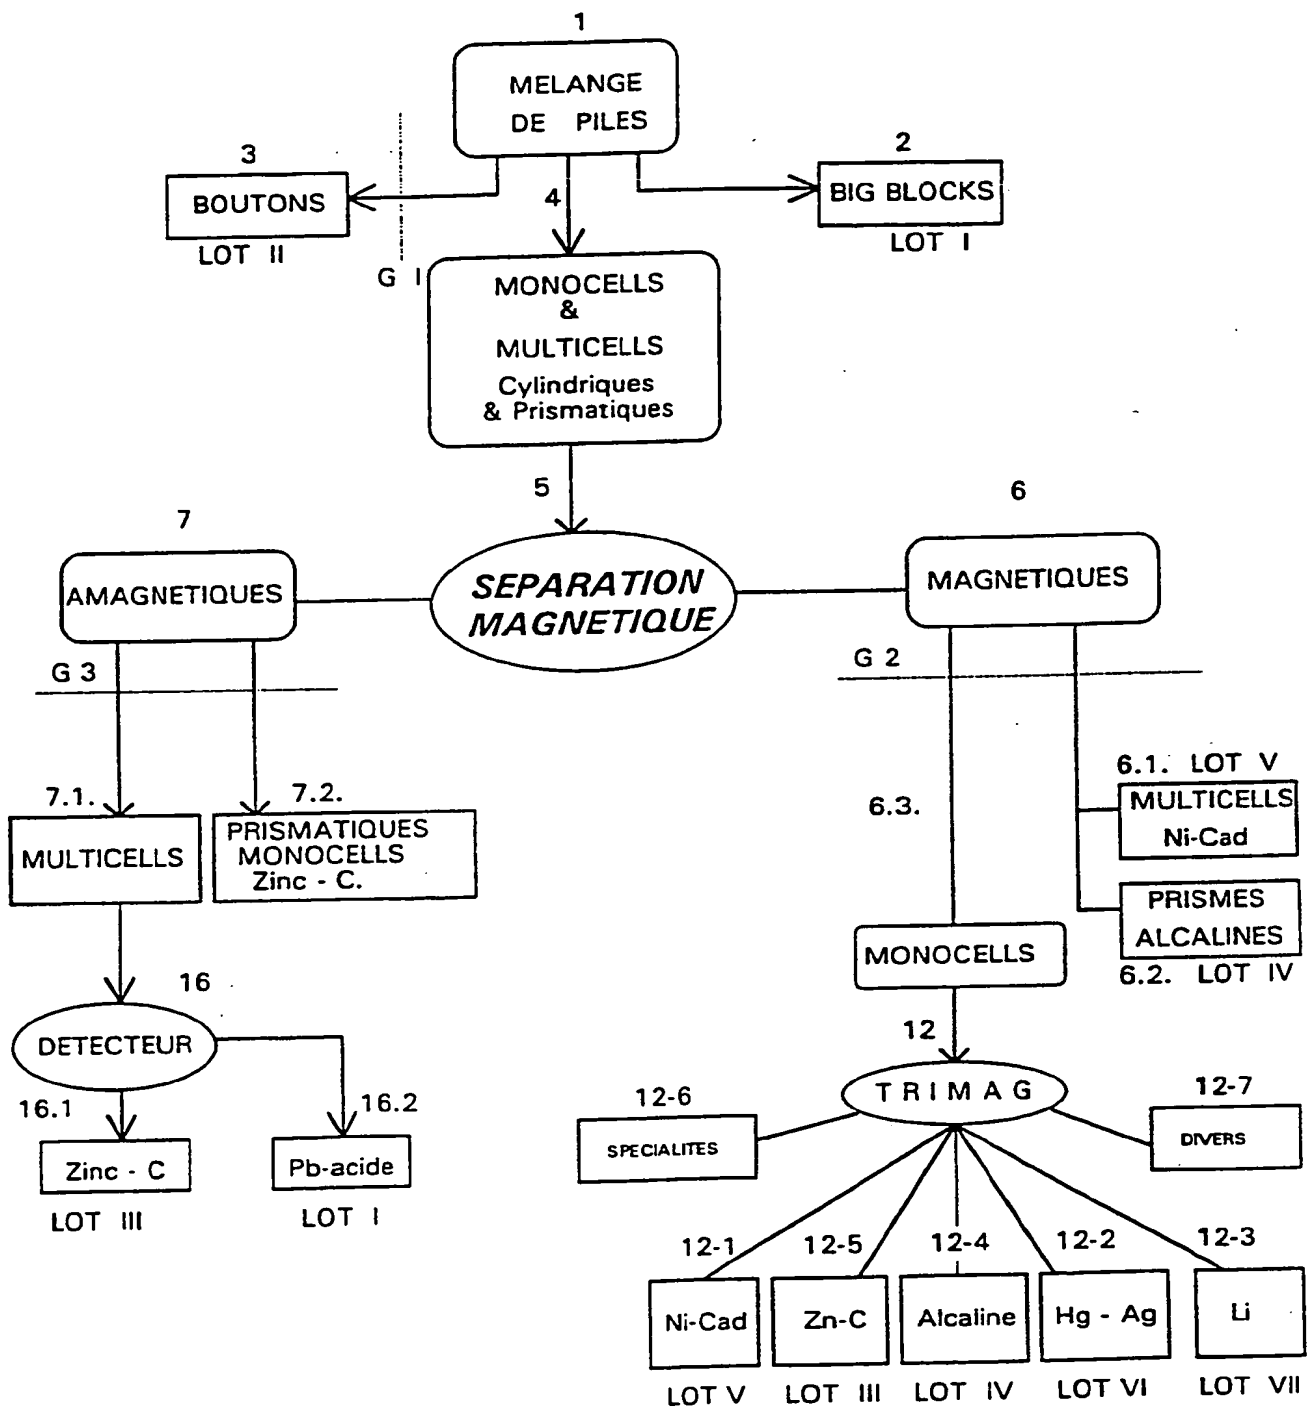 1
MELANGE
DE PILES
3
BOUTONS
LOT II
G I
4
2
BIG BLOCKS
LOT I
MONOCELLS
&
MULTICELLS
Cylindriques
& Prismatiques
5
7
AMAGNETIQUES
SEPARATION
MAGNETIQUE
6
MAGNETIQUES
G 3
G 2
7.1.
MULTICELLS
7.2.
PRISMATIQUES
MONOCELLS
Zinc - C.
6.3.
6.1. LOT V
MULTICELLS
Ni-Cad
PRISMES
ALCALINES
6.2. LOT IV
MONOCELLS
16
DETECTEUR
16.1
Zinc - C
LOT III
16.2
Pb-acide
LOT I
12
TRIMAG
12-6
SPECIALITES
12-7
DIVERS
12-1
12-5
12-4
12-2
12-3
Ni-Cad
Zn-C
Alcaline
Hg - Ag
Li
LOT V
LOT III
LOT IV
LOT VI
LOT VII